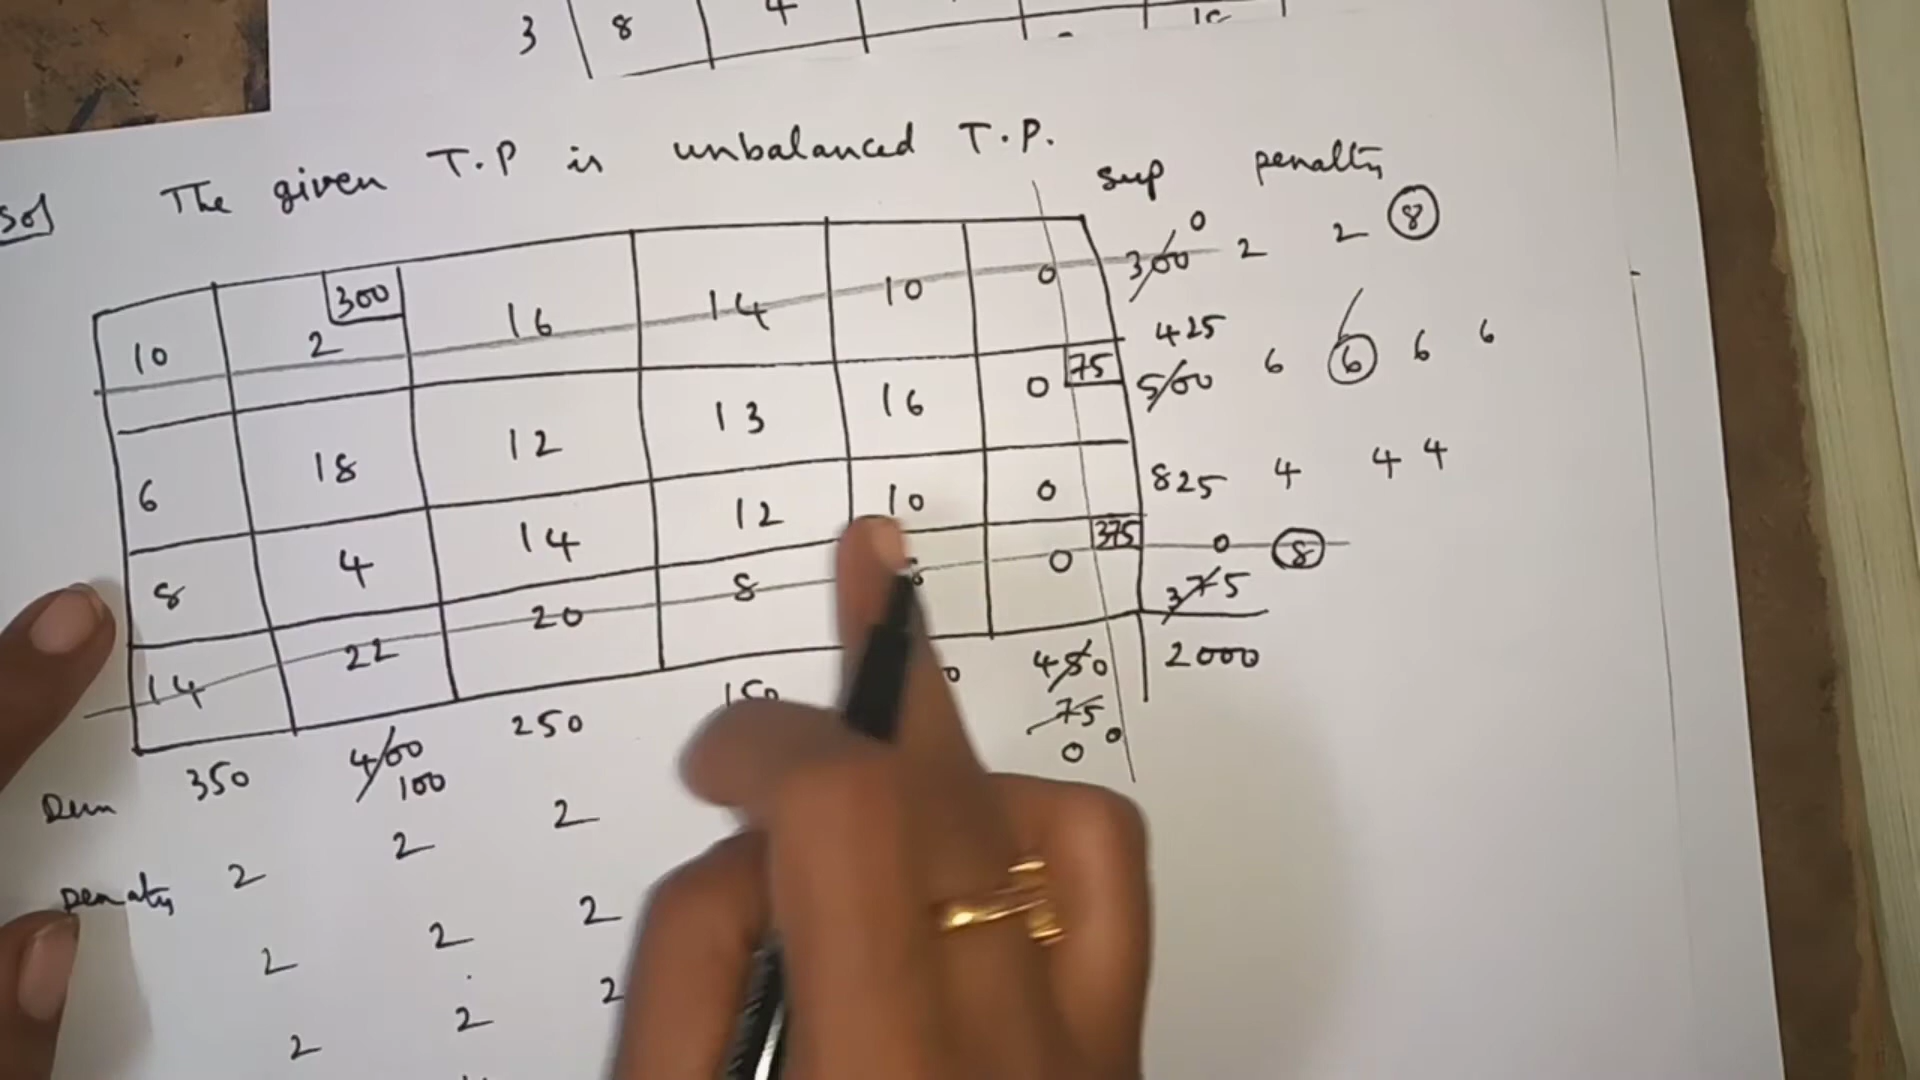 3 8 4
Sol The given T.P is unbalanced T.P.
sup penalty
10 2 300 16 14 10 0 300 0 2 2 8
6 18 12 13 16 0 75 500 425 6 6 6 6
8 4 14 12 10 0 825 4 4 4
14 22 20 8 0 375 375 0 8
Dem 350 400 250 150 450 2000
100 75
0 0
penalty 2 2 2
2 2 2
2 2 2